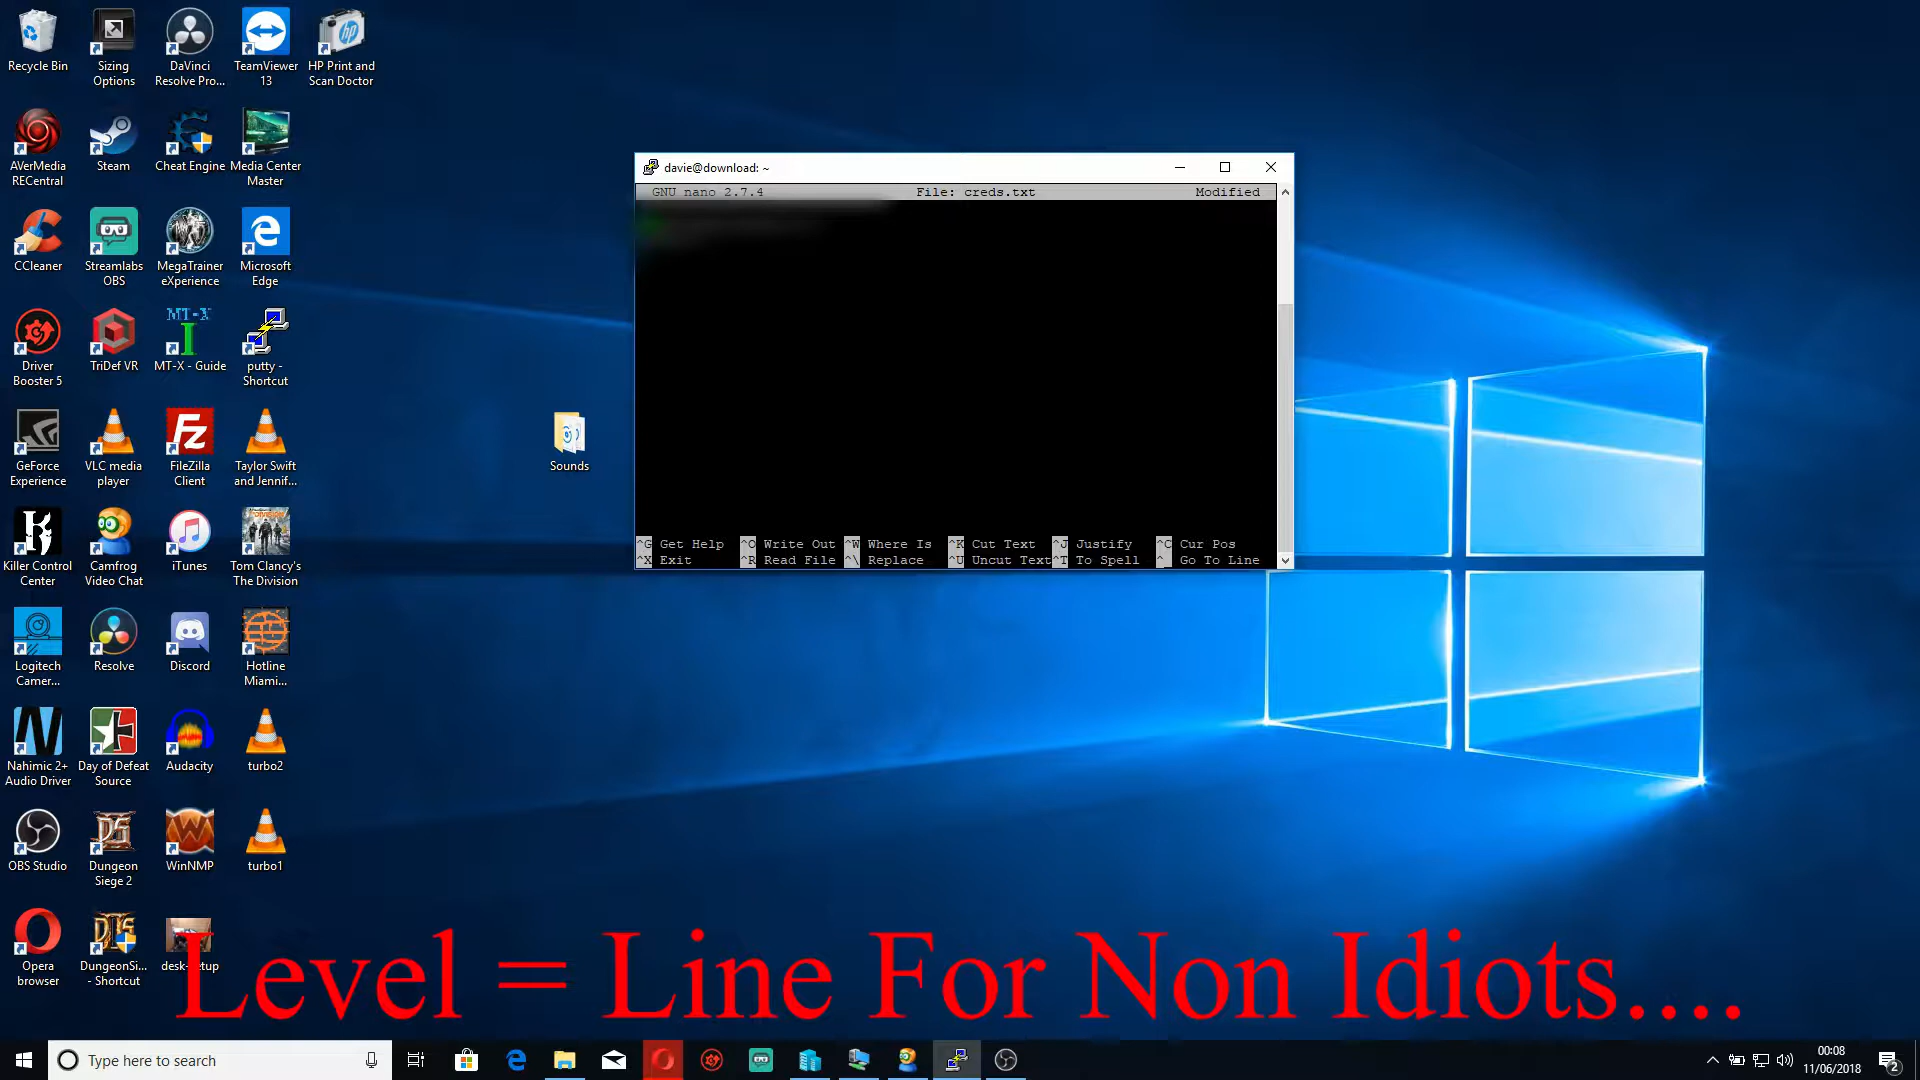 Recycle Bin
Sizing
Options
DaVinci
Resolve Pro...
TeamViewer
13
HP Print and
Scan Doctor
AVerMedia
RECentral
Steam
Cheat Engine
Media Center
Master
CCleaner
Streamlabs
OBS
MegaTrainer
eXperience
Microsoft
Edge
Driver
Booster 5
TriDef VR
MT-X
MT-X - Guide
putty -
Shortcut
GeForce
Experience
VLC media
player
FileZilla
Client
Taylor Swift
and Jennif...
Sounds
Killer Control
Center
Camfrog
Video Chat
iTunes
Tom Clancy's
The Division
Logitech
Camer...
Resolve
Discord
Hotline
Miami...
Nahimic 2+
Audio Driver
Day of Defeat
Source
Audacity
turbo2
OBS Studio
Dungeon
Siege 2
WinNMP
turbo1
Opera
browser
DungeonSi...
- Shortcut
desk-setup
davie@download: ~
GNU nano 2.7.4 File: creds.txt Modified
^G Get Help ^O Write Out ^W Where Is ^K Cut Text ^J Justify ^C Cur Pos
^X Exit ^R Read File ^\ Replace ^U Uncut Text^T To Spell ^_ Go To Line
Level = Line For Non Idiots....
Type here to search
00:08
11/06/2018
2